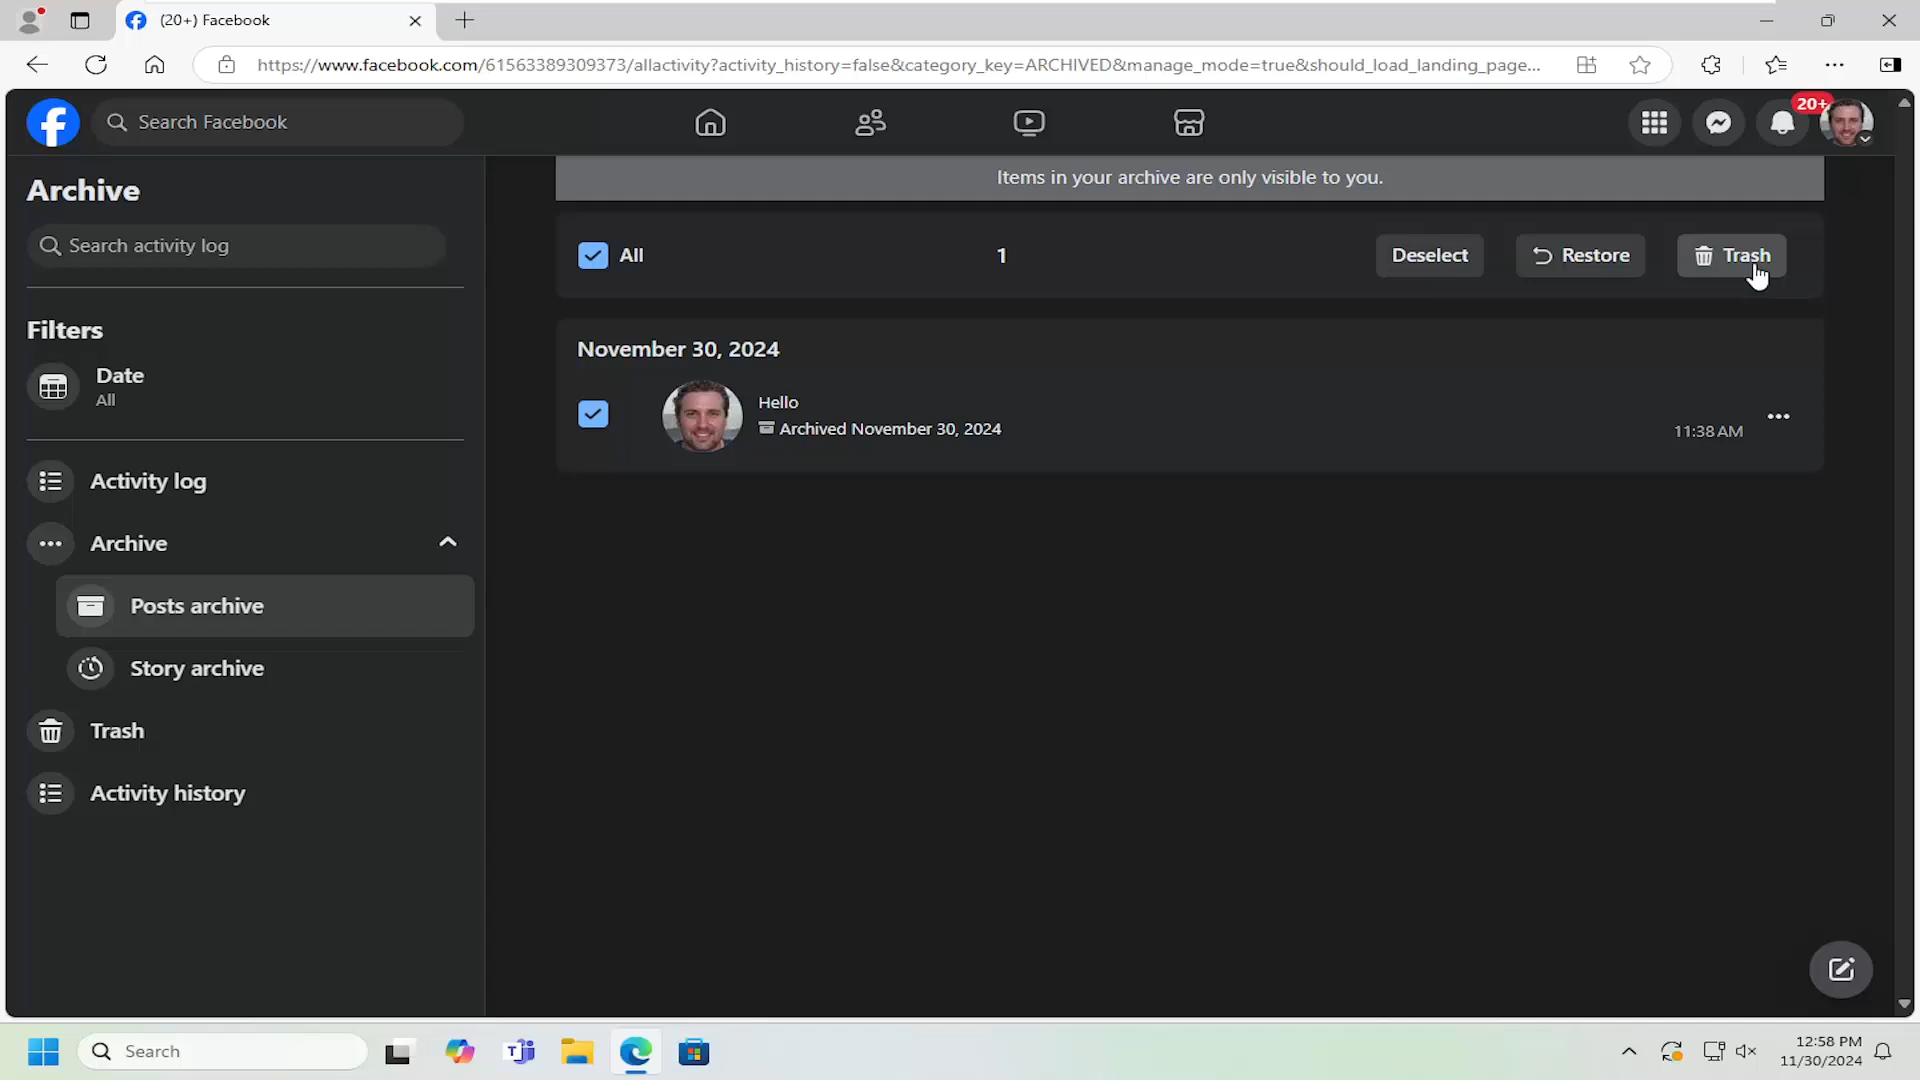 (20+) Facebook
https://www.facebook.com/61563389309373/allactivity?activity_history=false&category_key=ARCHIVED&manage_mode=true&should_load_landing_page...
Search Facebook
20+
Archive
Search activity log
Filters
Date
All
Activity log
Archive
Posts archive
Story archive
Trash
Activity history
Items in your archive are only visible to you.
All
1
Deselect
Restore
Trash
November 30, 2024
Hello
Archived November 30, 2024
11:38 AM
Search
12:58 PM
11/30/2024